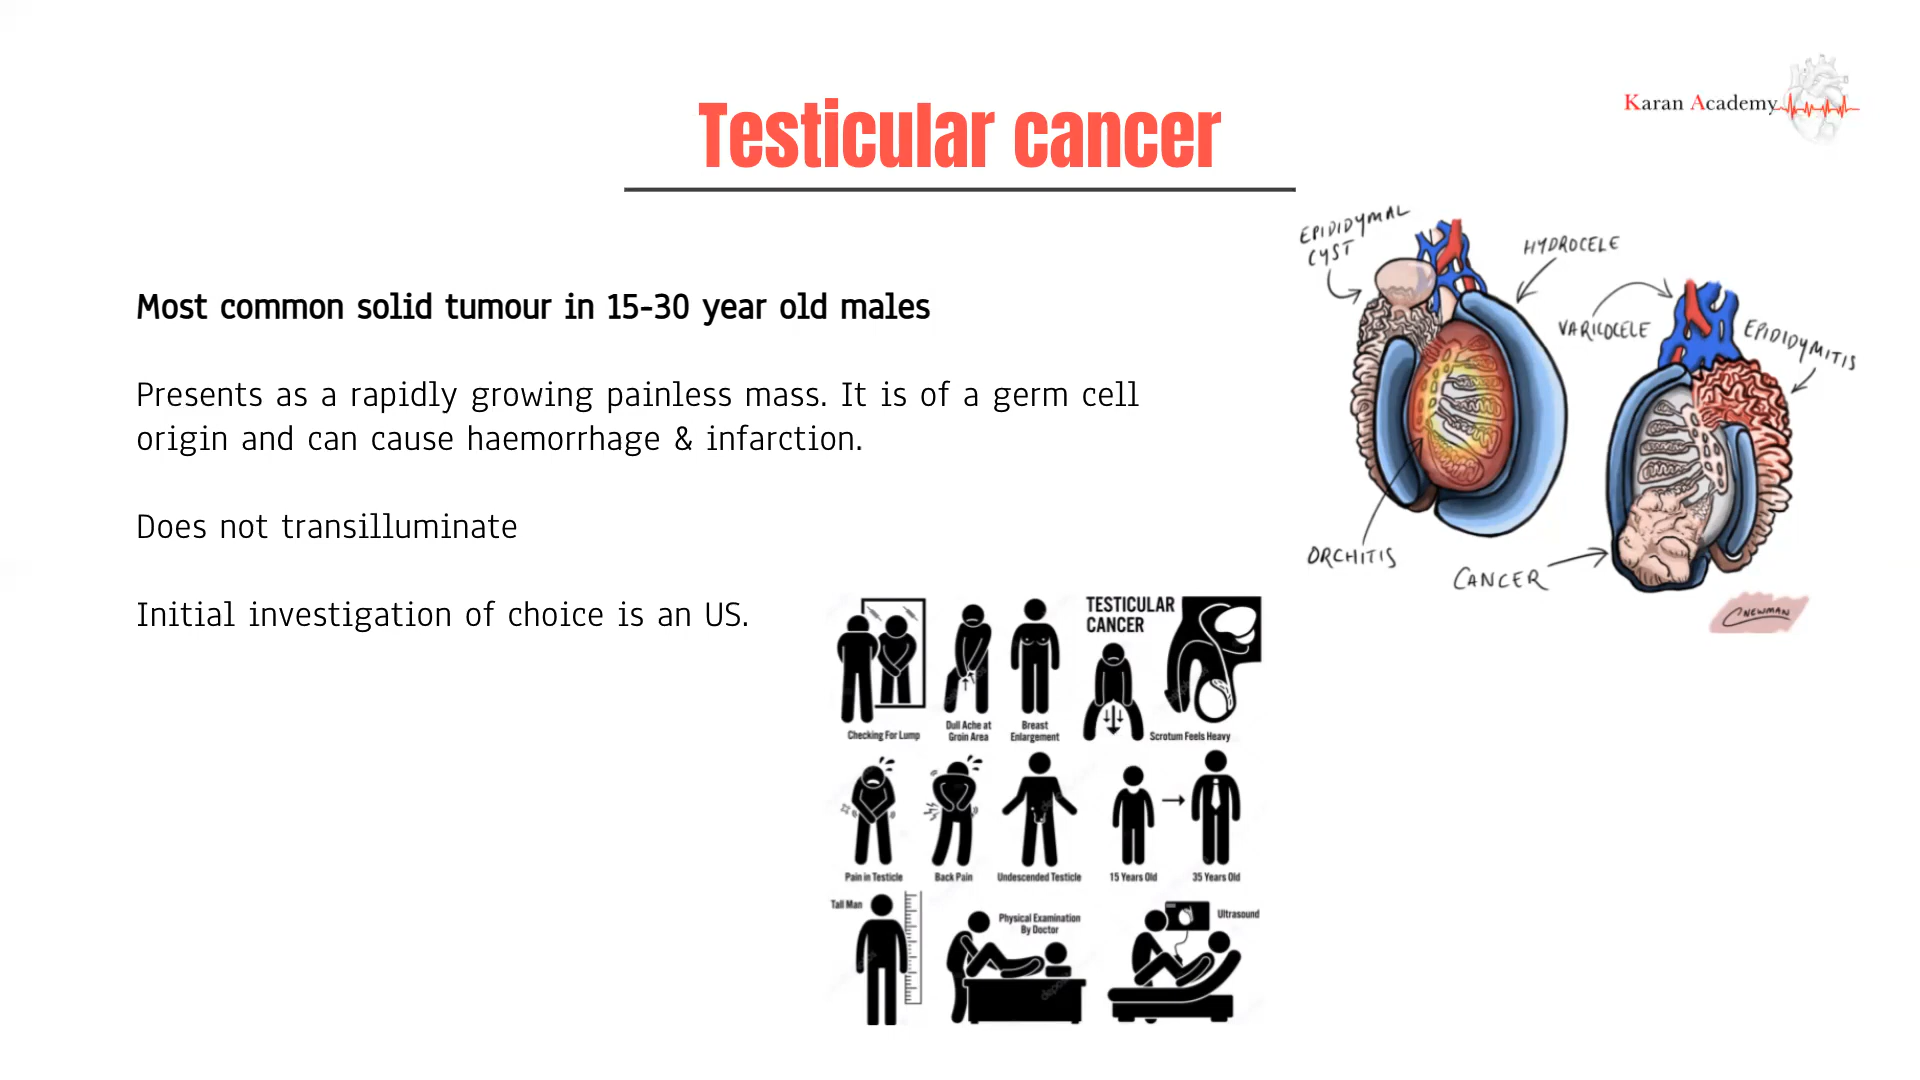 Karan Academy
Testicular cancer
Most common solid tumour in 15-30 year old males
Presents as a rapidly growing painless mass. It is of a germ cell
origin and can cause haemorrhage & infarction.
Does not transilluminate
Initial investigation of choice is an US.
EPIDIDYMAL
CYST
HYDROCELE
VARICOCELE
EPIDIDYMITIS
ORCHITIS
CANCER
CNEWMAN
TESTICULAR
CANCER
Checking For Lump
Dull Ache at
Groin Area
Breast
Enlargement
Scrotum Feels Heavy
Pain in Testicle
Back Pain
Undescended Testicle
15 Years Old
35 Years Old
Tall Man
Physical Examination
By Doctor
Ultrasound